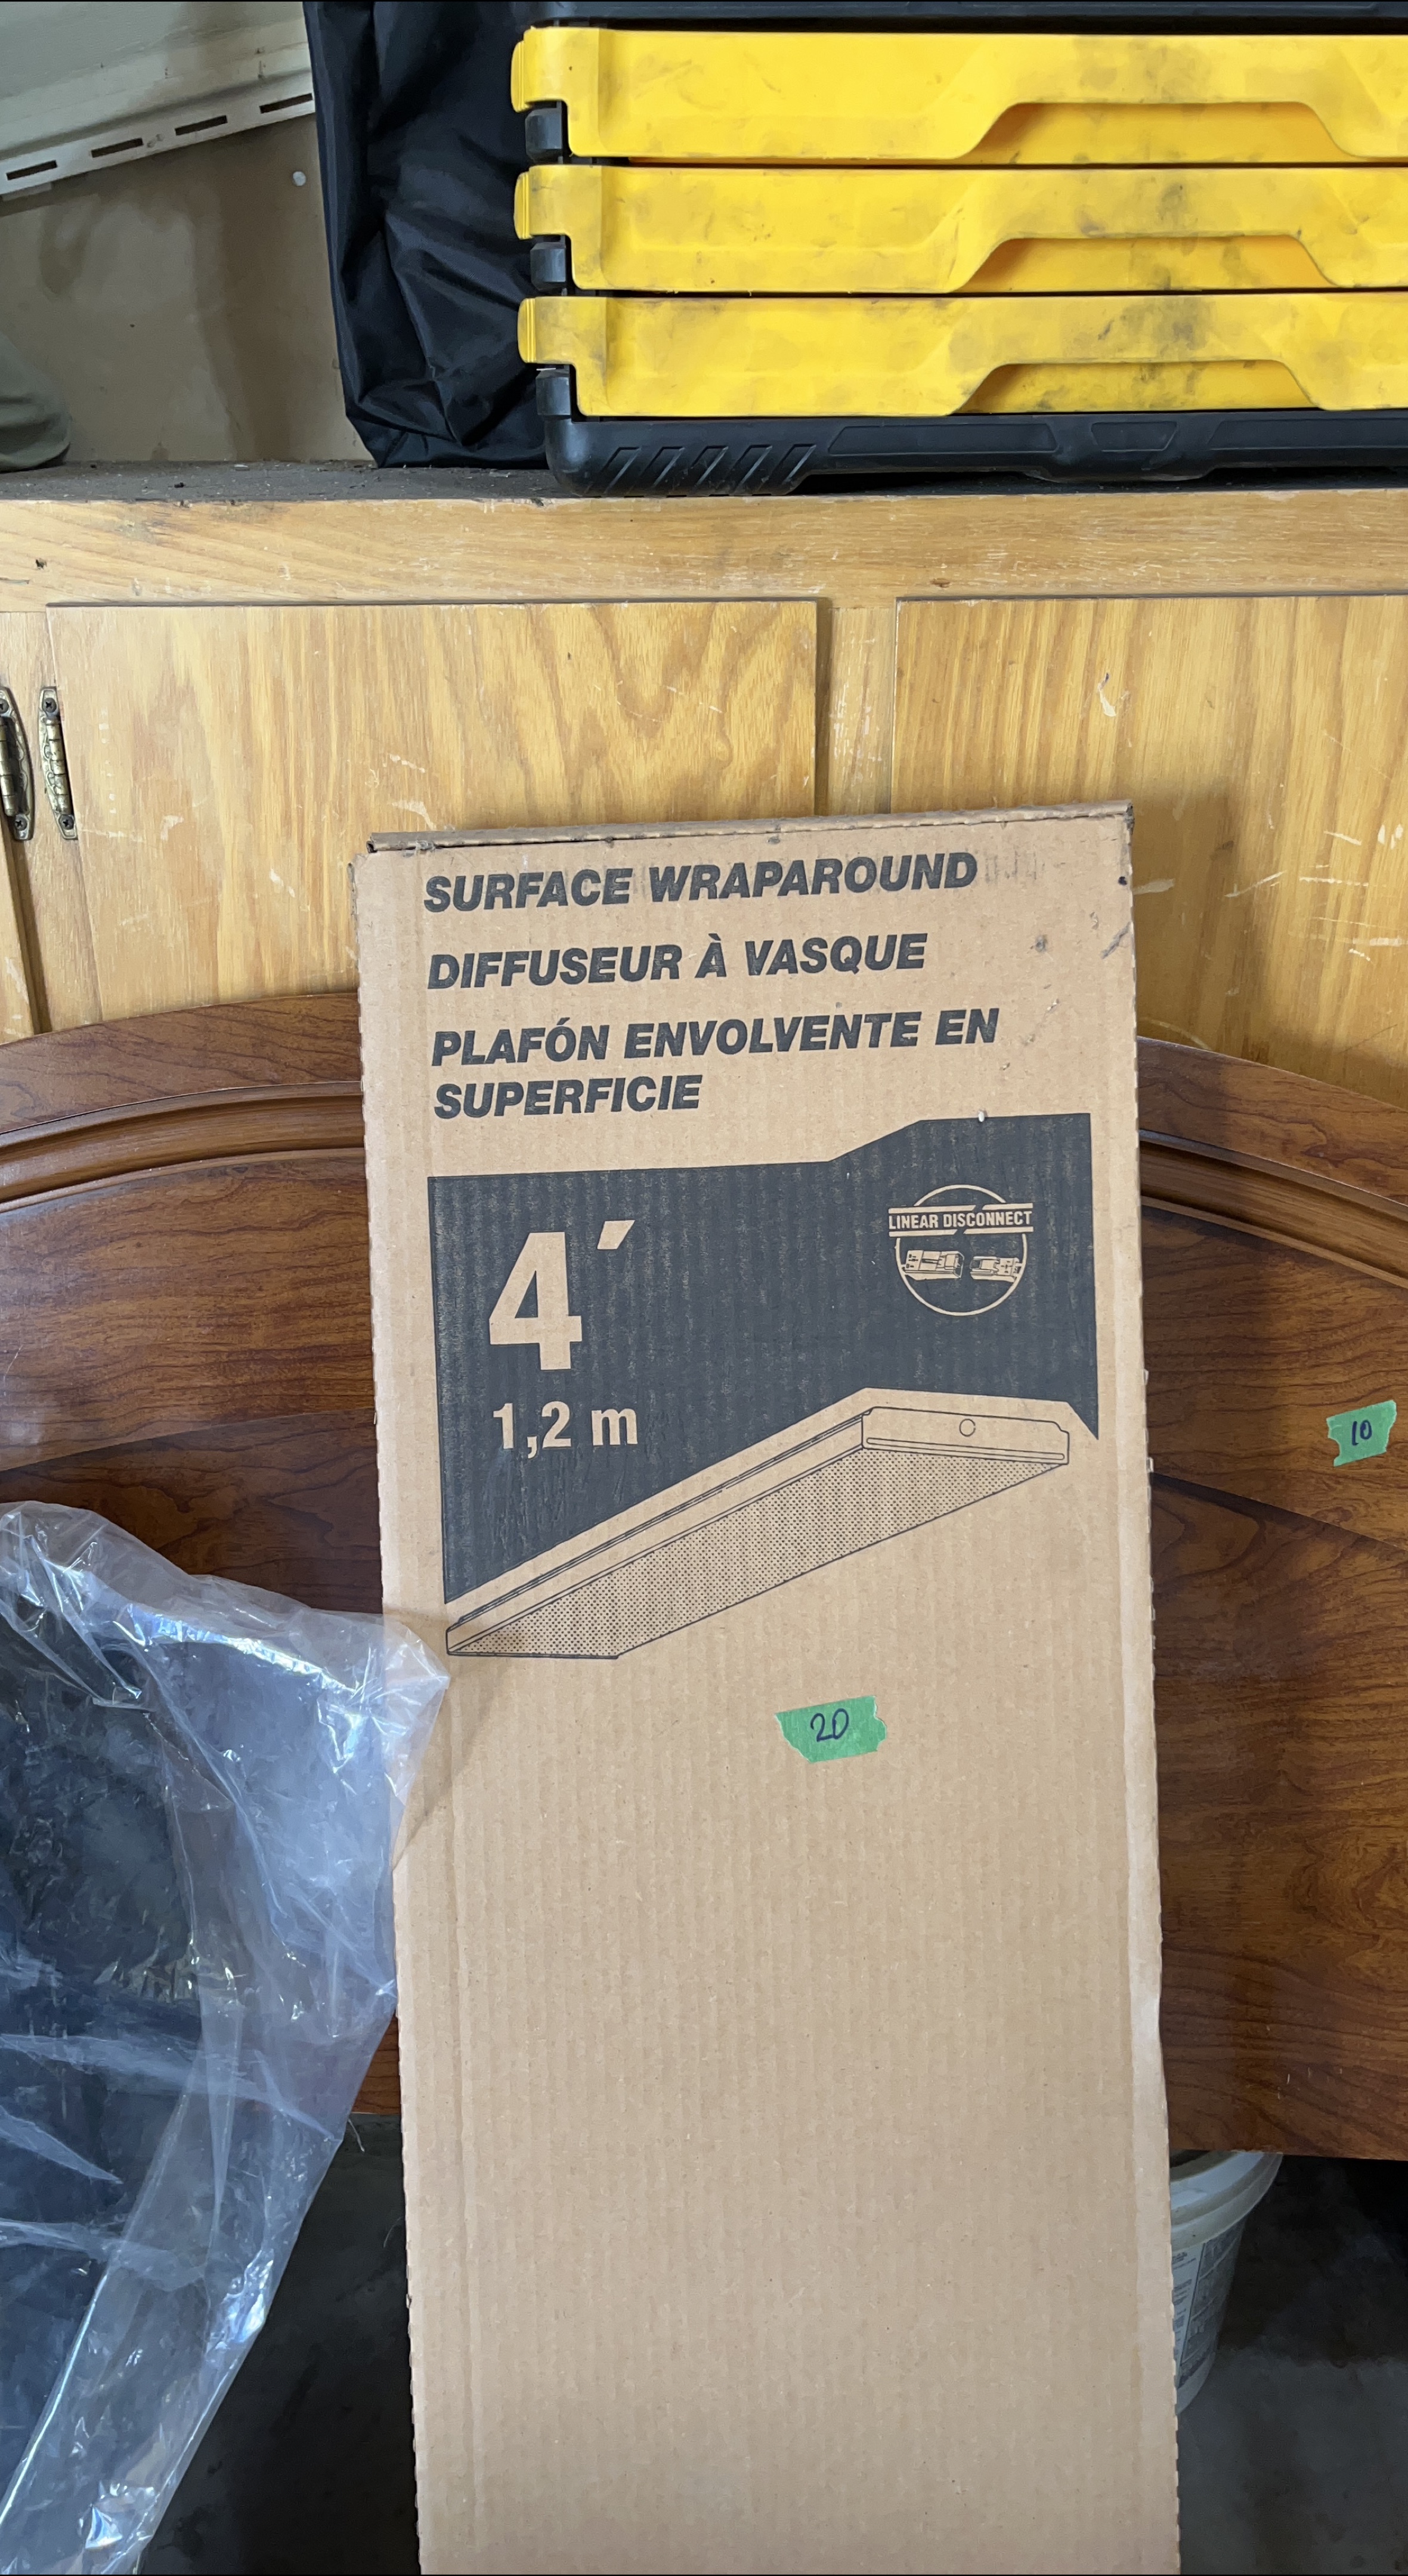 SURFACE WRAPAROUND
DIFFUSEUR À VASQUE
PLAFÓN ENVOLVENTE EN
SUPERFICIE
4′
1,2 m
LINEAR DISCONNECT
10
20